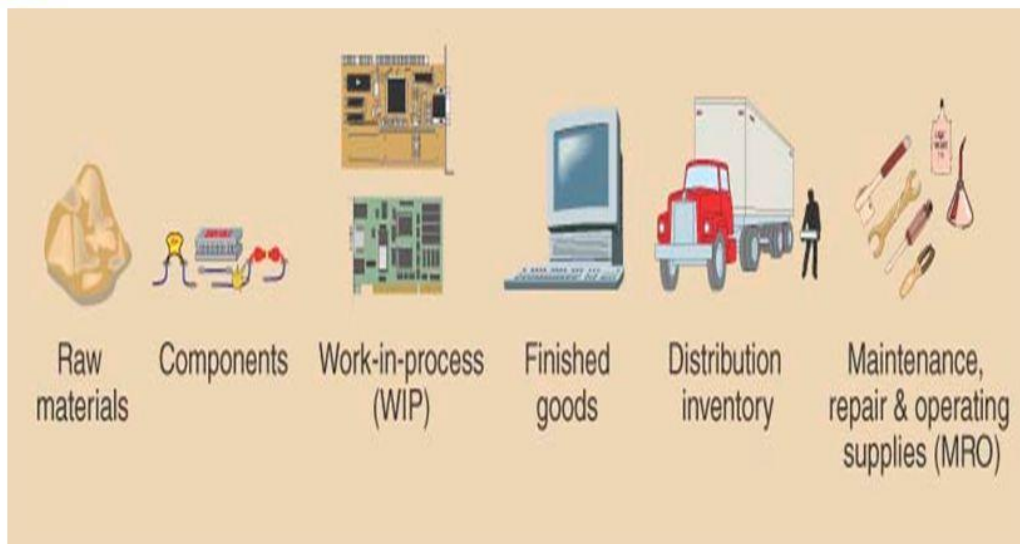 Raw
materials
Components
Work-in-process
(WIP)
Finished
goods
Distribution
inventory
Maintenance,
repair & operating
supplies (MRO)